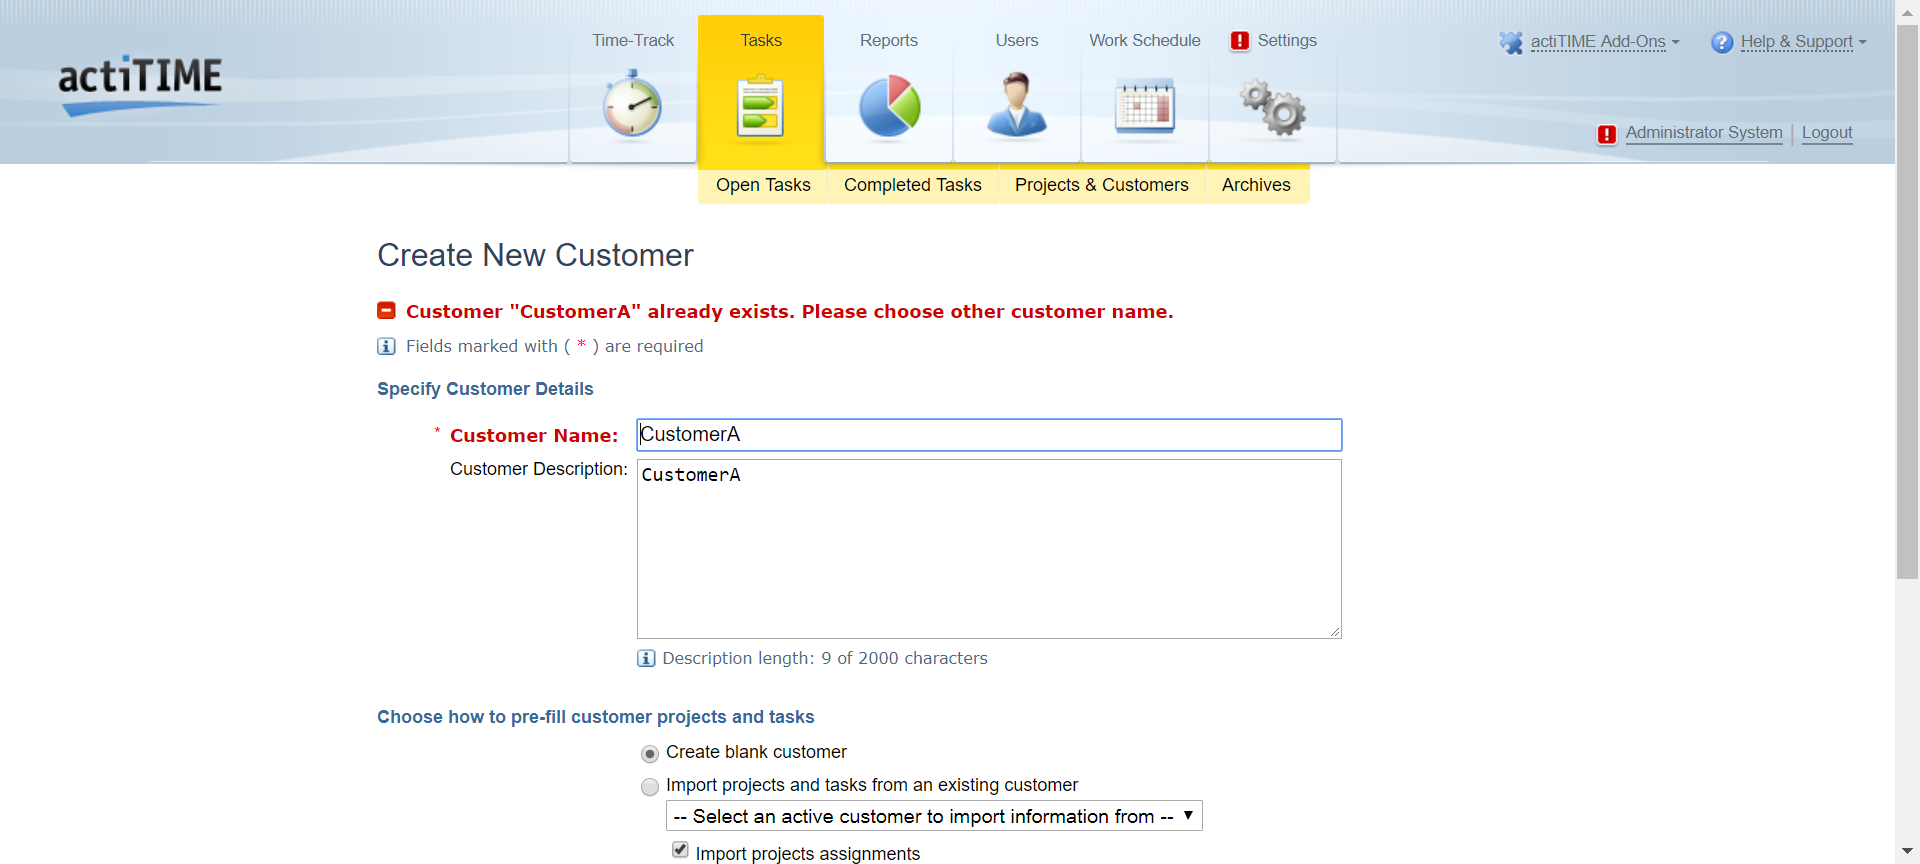 Time-Track
Tasks
Reports
Users
Work Schedule
Settings
actiTIME Add-Ons
Help & Support
actiTIME
Administrator System | Logout
Open Tasks
Completed Tasks
Projects & Customers
Archives
Create New Customer
Customer "CustomerA" already exists. Please choose other customer name.
Fields marked with ( * ) are required
Specify Customer Details
* Customer Name: CustomerA
Customer Description: CustomerA
Description length: 9 of 2000 characters
Choose how to pre-fill customer projects and tasks
Create blank customer
Import projects and tasks from an existing customer
-- Select an active customer to import information from --
Import projects assignments